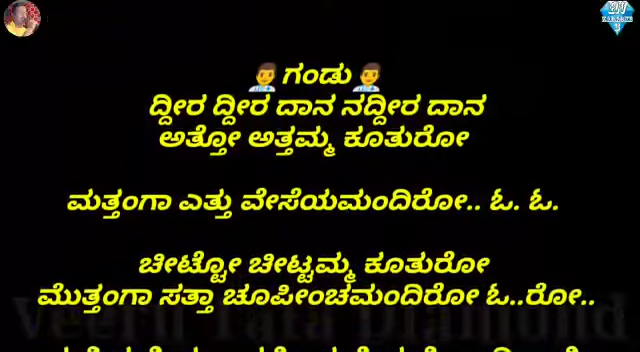 ಗಂಡು
ದ್ದೀರ ದ್ದೀರ ದಾನ ನದ್ದೀರ ದಾನ
ಅತ್ತೋ ಅತ್ತಮ್ಮ ಕೂತುರೋ
ಮತ್ತಂಗಾ ಎತ್ತು ವೇಸೆಯಮಂದಿರೋ.. ಓ. ಓ.
ಚೀಟ್ಟೋ ಚೀಟ್ಟಮ್ಮ ಕೂತುರೋ
ಮೊತ್ತಂಗಾ ಸತ್ತಾ ಚೂಪೀಂಚಮಂದಿರೋ ಓ..ರೋ..